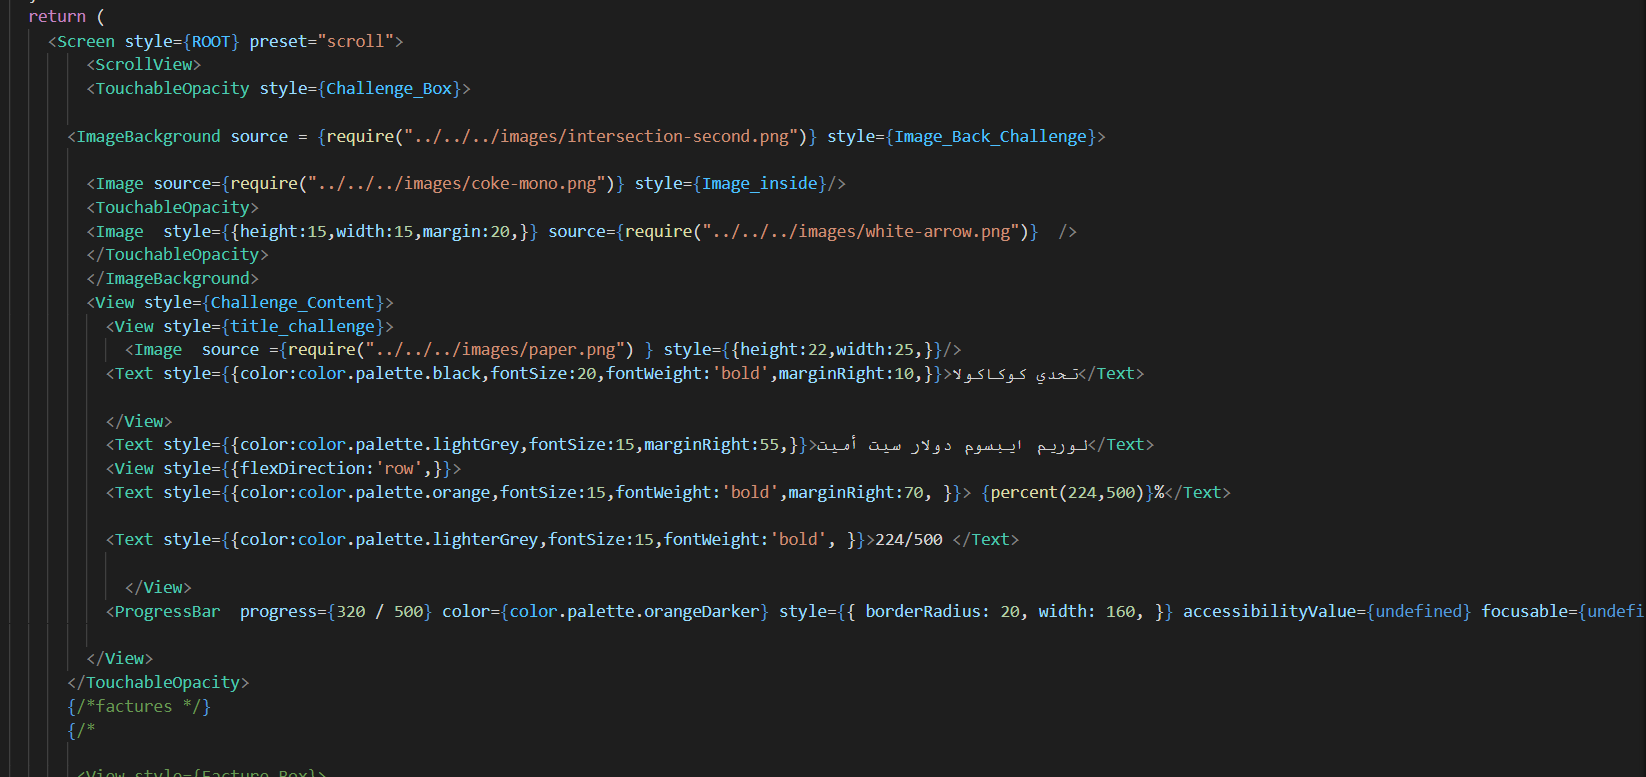 return (
<Screen style={ROOT} preset="scroll">
<ScrollView>
<TouchableOpacity style={Challenge_Box}>
<ImageBackground source = {require("../../../images/intersection-second.png")} style={Image_Back_Challenge}>
<Image source={require("../../../images/coke-mono.png")} style={Image_inside}/>
<TouchableOpacity>
<Image  style={{height:15,width:15,margin:20,}} source={require("../../../images/white-arrow.png")}  />
</TouchableOpacity>
</ImageBackground>
<View style={Challenge_Content}>
<View style={title_challenge}>
<Image  source ={require("../../../images/paper.png") } style={{height:22,width:25,}}/>
<Text style={{color:color.palette.black,fontSize:20,fontWeight:'bold',marginRight:10,}}>تحدي كوكاكولا</Text>
</View>
<Text style={{color:color.palette.lightGrey,fontSize:15,marginRight:55,}}>لوريم ايبسوم دولار سيت أميت</Text>
<View style={{flexDirection:'row',}}>
<Text style={{color:color.palette.orange,fontSize:15,fontWeight:'bold',marginRight:70, }}> {percent(224,500)}%</Text>
<Text style={{color:color.palette.lighterGrey,fontSize:15,fontWeight:'bold', }}>224/500 </Text>
</View>
<ProgressBar  progress={320 / 500} color={color.palette.orangeDarker} style={{ borderRadius: 20, width: 160, }} accessibilityValue={undefined} focusable={undefi
</View>
</TouchableOpacity>
{/*factures */}
{/*
<View style={Facture_Box}>